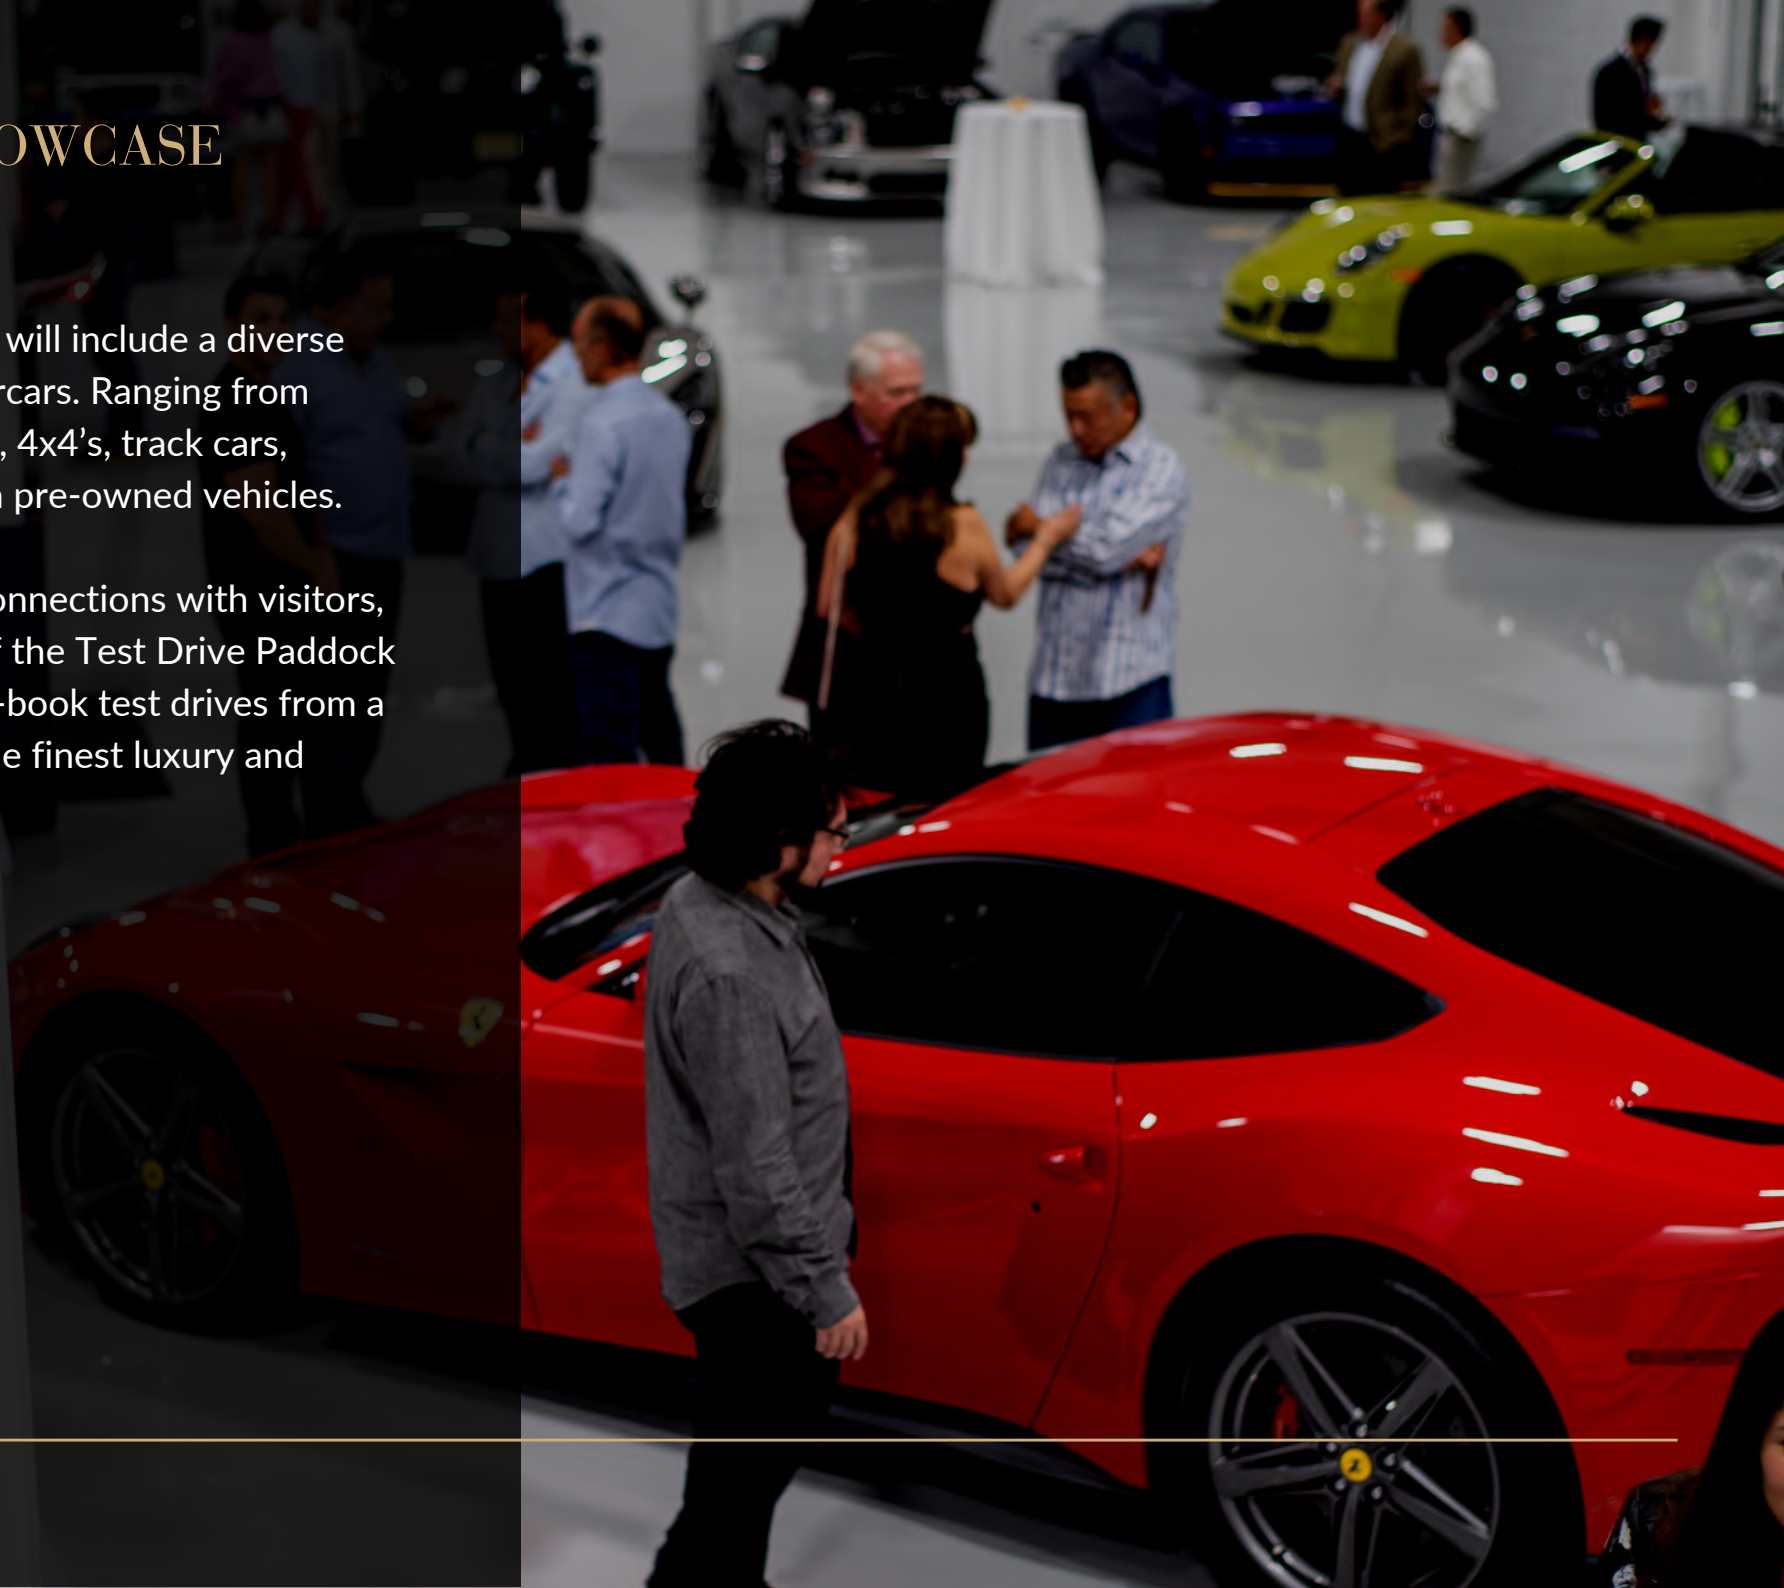 OWCASE
will include a diverse
rcars. Ranging from
, 4x4’s, track cars,
pre-owned vehicles.
onnections with visitors,
the Test Drive Paddock
-book test drives from a
e finest luxury and